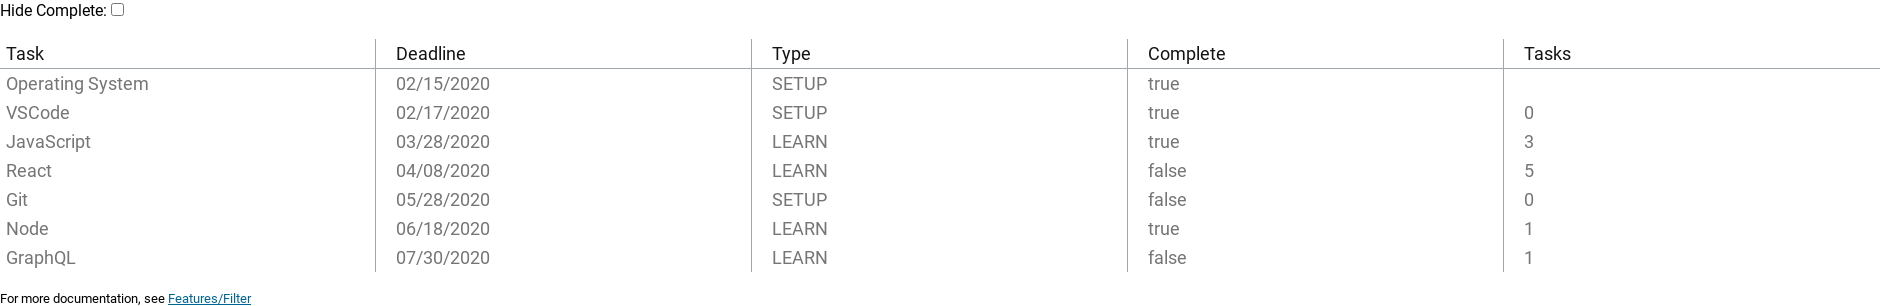 Hide Complete:
Task Deadline Type Complete Tasks
Operating System 02/15/2020 SETUP true
VSCode 02/17/2020 SETUP true 0
JavaScript 03/28/2020 LEARN true 3
React 04/08/2020 LEARN false 5
Git 05/28/2020 SETUP false 0
Node 06/18/2020 LEARN true 1
GraphQL 07/30/2020 LEARN false 1
For more documentation, see Features/Filter